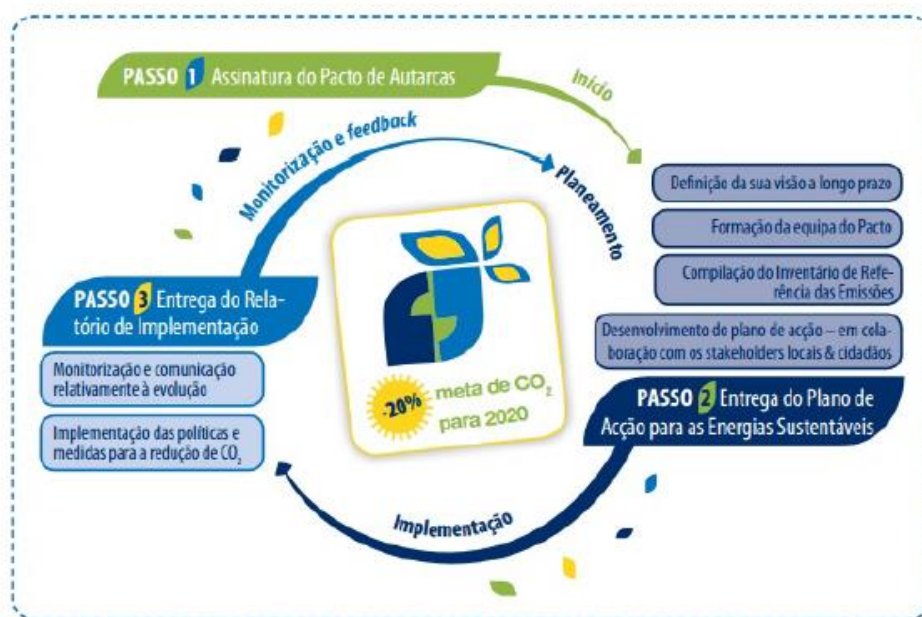 PASSO 1 Assinatura do Pacto de Autarcas
Início
Monitorização e feedback
Planeamento
Definição da sua visão a longo prazo
Formação da equipa do Pacto
Compilação do Inventário de Refe-
rência das Emissões
Desenvolvimento do plano de acção – em cola-
boração com os stakeholders locais & cidadãos
PASSO 2 Entrega do Plano de
Acção para as Energias Sustentáveis
Implementação
PASSO 3 Entrega do Rela-
tório de Implementação
Monitorização e comunicação
relativamente à evolução
Implementação das políticas e
medidas para a redução de CO₂
-20% meta de CO₂
para 2020